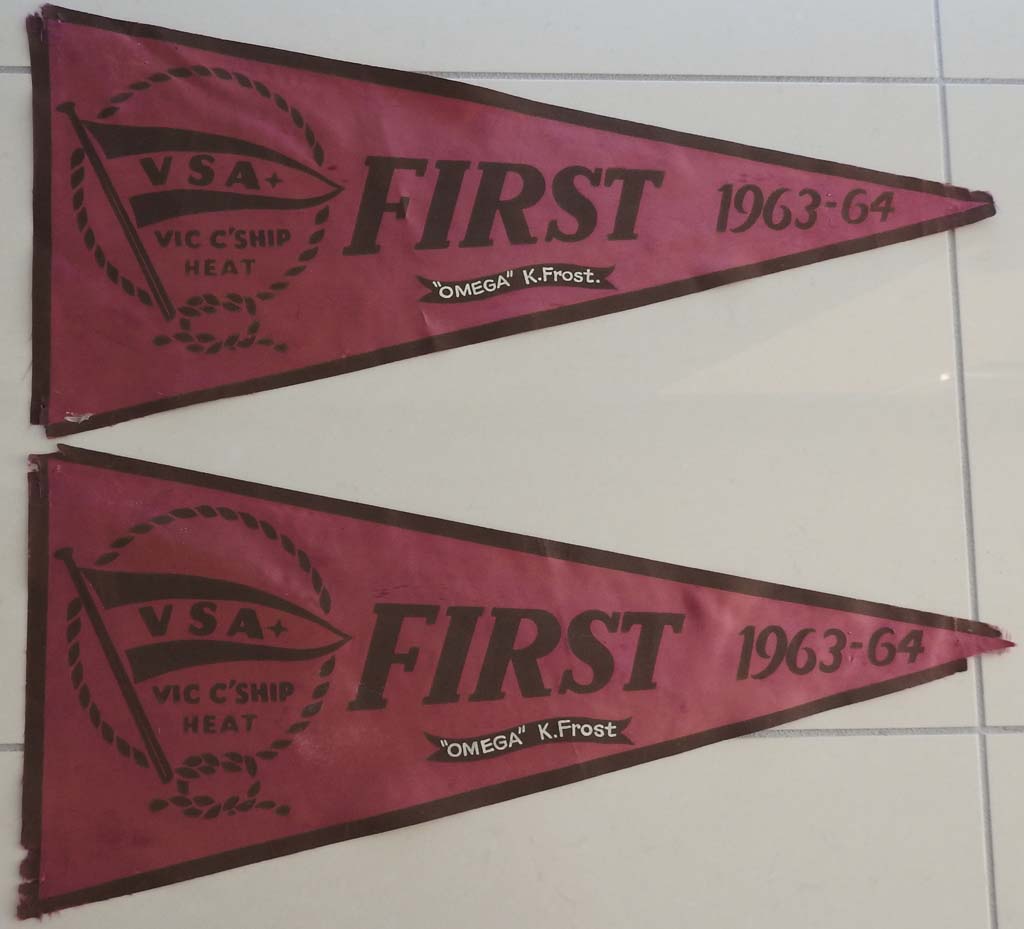 VSA
VIC C'SHIP
HEAT
FIRST
1963-64
"OMEGA" K.Frost.
VSA
VIC C'SHIP
HEAT
FIRST
1963-64
"OMEGA" K.Frost